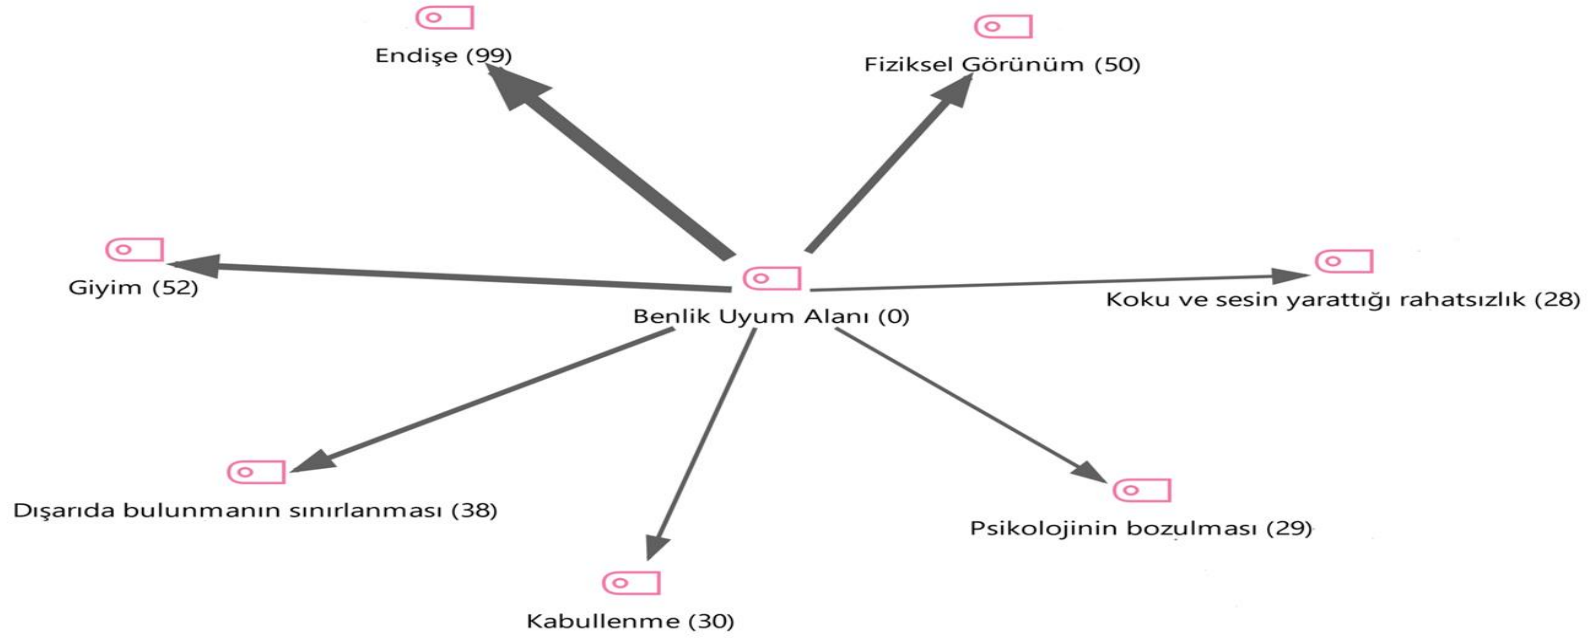 Endişe (99)
Fiziksel Görünüm (50)
Giyim (52)
Koku ve sesin yarattığı rahatsızlık (28)
Benlik Uyum Alanı (0)
Dışarıda bulunmanın sınırlanması (38)
Psikolojinin bozulması (29)
Kabullenme (30)